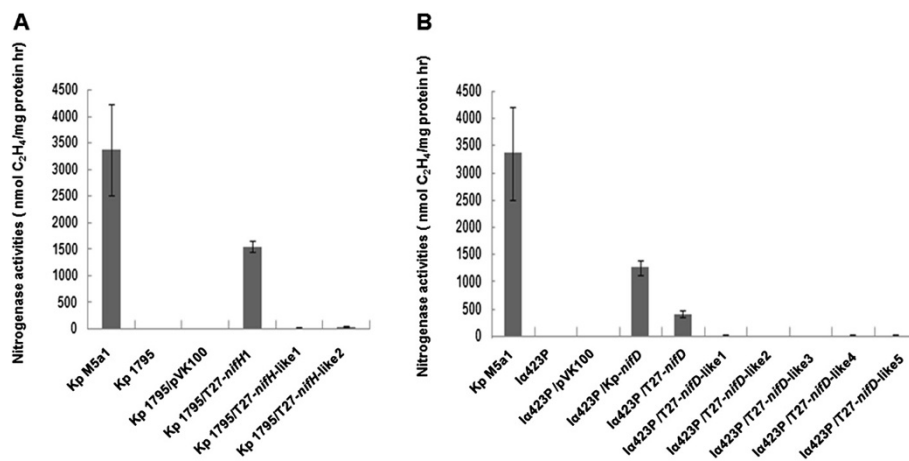 A
Nitrogenase activities ( nmol C₂H₄/mg protein hr)
4500
4000
3500
3000
2500
2000
1500
1000
500
0
Kp M5a1
Kp 1795
Kp 1795/pVK100
Kp 1795/T27-nifH1
Kp 1795/T27-nifH-like1
Kp 1795/T27-nifH-like2
B
Nitrogenase activities ( nmol C₂H₄/mg protein hr)
4500
4000
3500
3000
2500
2000
1500
1000
500
0
Kp M5a1
Iα423P
Iα423P /pVK100
Iα423P /Kp-nifD
Iα423P /T27-nifD
Iα423P /T27-nifD-like1
Iα423P /T27-nifD-like2
Iα423P /T27-nifD-like3
Iα423P /T27-nifD-like4
Iα423P /T27-nifD-like5